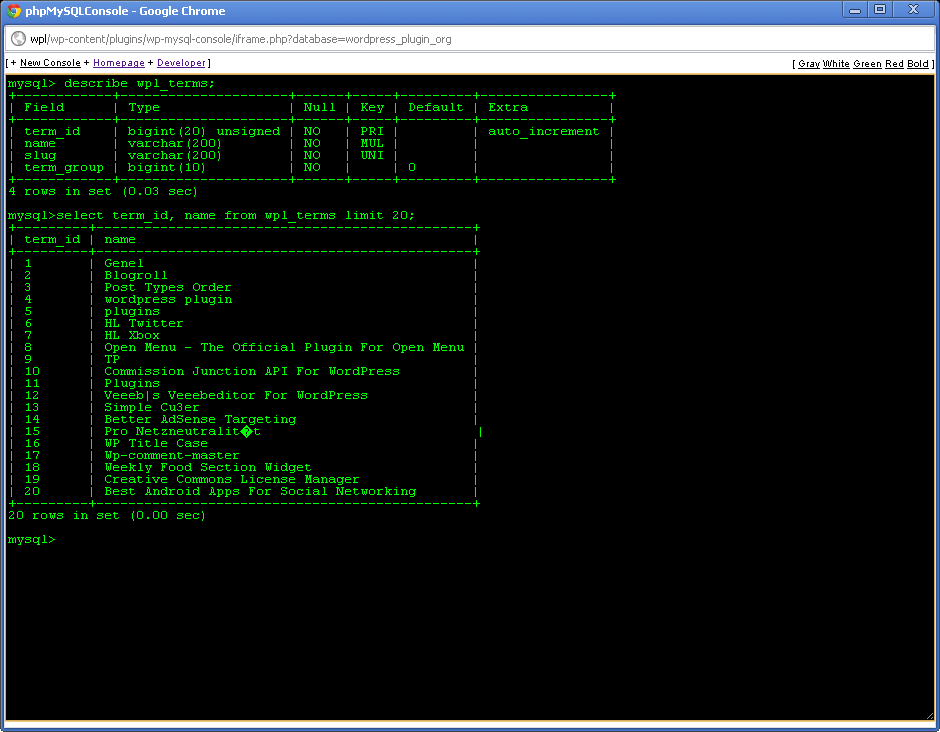 phpMySQLConsole - Google Chrome
wpl/wp-content/plugins/wp-mysql-console/iframe.php?database=wordpress_plugin_org
[ + New Console + Homepage + Developer ] [ Gray White Green Red Bold ]
mysql> describe wpl_terms;
+------------+---------------------+------+-----+---------+----------------+
| Field | Type | Null | Key | Default | Extra |
+------------+---------------------+------+-----+---------+----------------+
| term_id | bigint(20) unsigned | NO | PRI | | auto_increment |
| name | varchar(200) | NO | MUL | | |
| slug | varchar(200) | NO | UNI | | |
| term_group | bigint(10) | NO | | 0 | |
+------------+---------------------+------+-----+---------+----------------+
4 rows in set (0.03 sec)
mysql>select term_id, name from wpl_terms limit 20;
+---------+-----------------------------------------------+
| term_id | name |
+---------+-----------------------------------------------+
| 1 | Genel |
| 2 | Blogroll |
| 3 | Post Types Order |
| 4 | wordpress plugin |
| 5 | plugins |
| 6 | HL Twitter |
| 7 | HL Xbox |
| 8 | Open Menu - The Official Plugin For Open Menu |
| 9 | TP |
| 10 | Commission Junction API For WordPress |
| 11 | Plugins |
| 12 | Veeeb|s Veeebeditor For WordPress |
| 13 | Simple Cu3er |
| 14 | Better AdSense Targeting |
| 15 | Pro Netzneutralit�t |
| 16 | WP Title Case |
| 17 | Wp-comment-master |
| 18 | Weekly Food Section Widget |
| 19 | Creative Commons License Manager |
| 20 | Best Android Apps For Social Networking |
+---------+-----------------------------------------------+
20 rows in set (0.00 sec)
mysql>